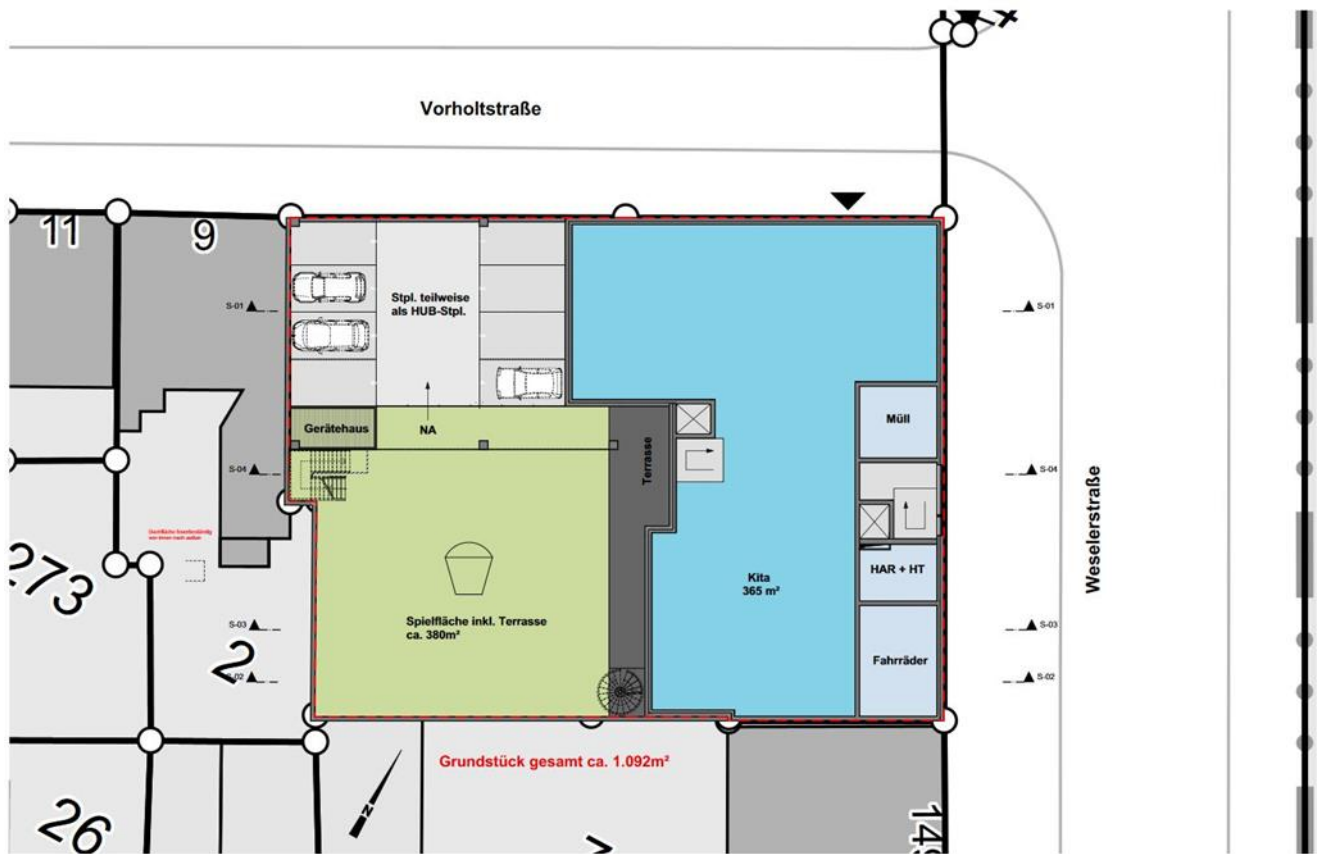 Vorholtstraße
11
9
Stpl. teilweise
als HUB-Stpl.
S-01
S-01
Gerätehaus
NA
Terrasse
Müll
S-04
S-04
Weselerstraße
273
HAR + HT
Kita
365 m²
Spielfläche inkl. Terrasse
ca. 380m²
S-03
S-03
2
Fahrräder
S-02
S-02
Grundstück gesamt ca. 1.092m²
N
26
149